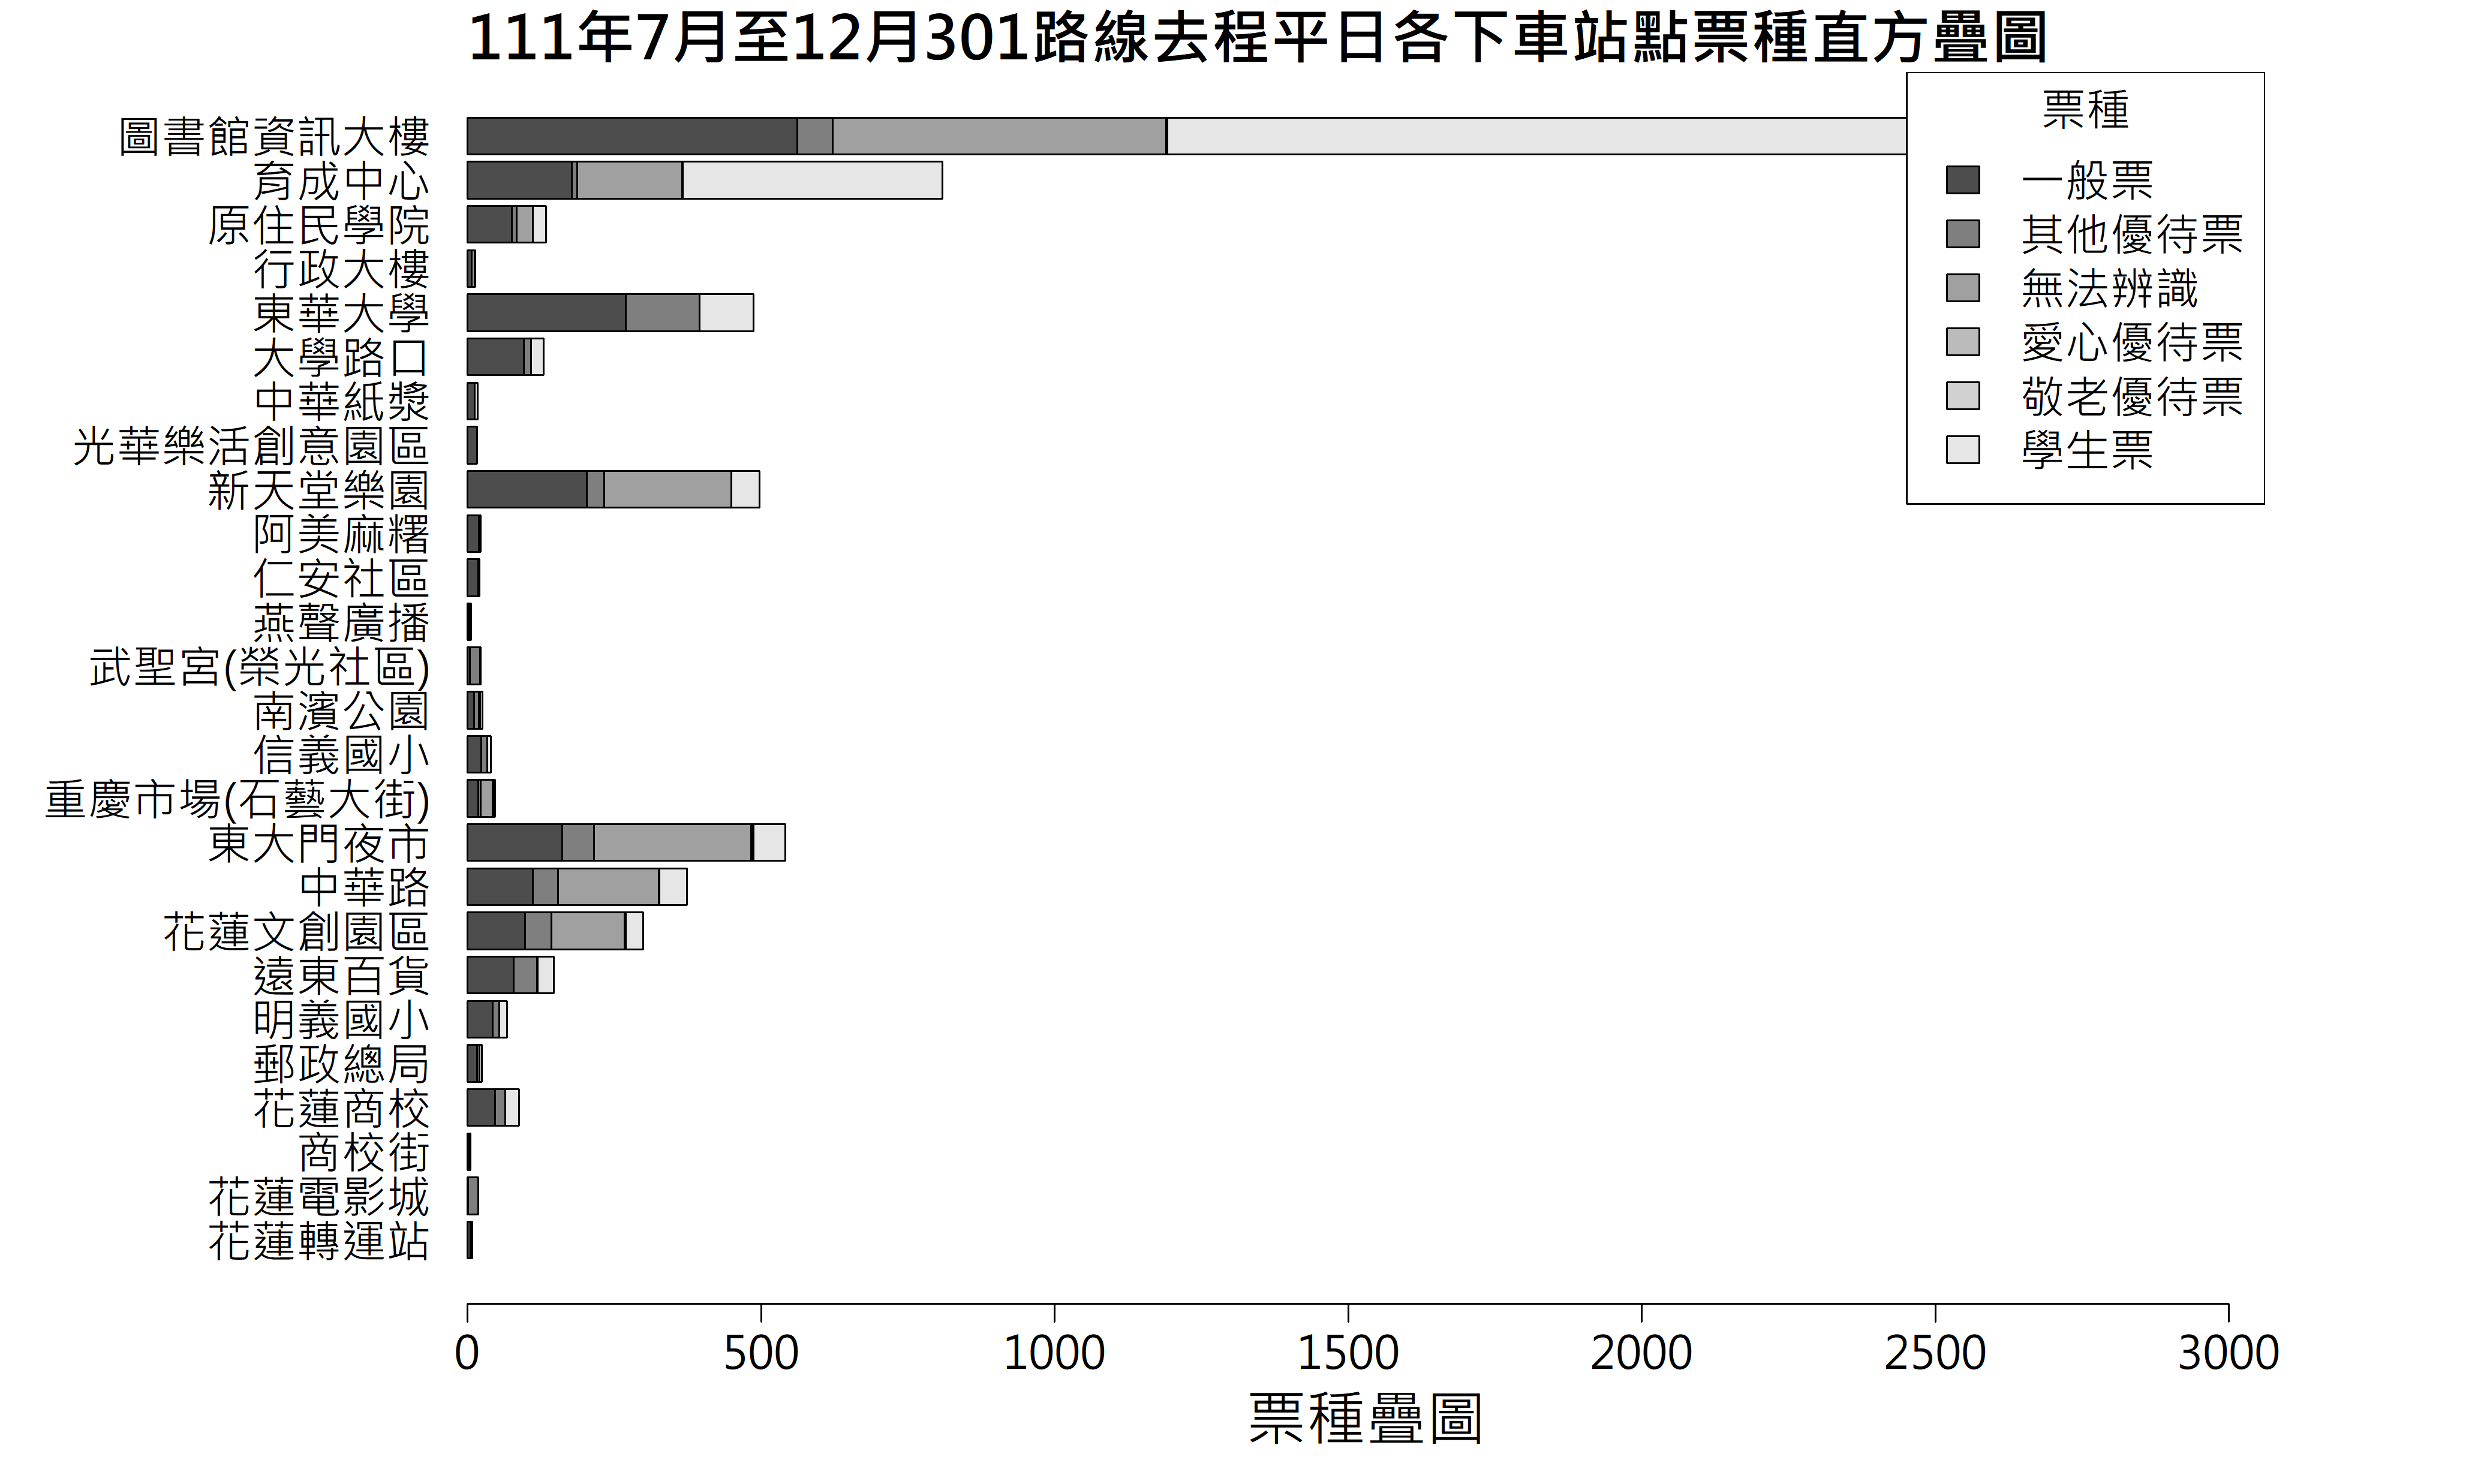 111年7月至12月301路線去程平日各下車站點票種直方疊圖
票種
一般票
其他優待票
無法辨識
愛心優待票
敬老優待票
學生票
圖書館資訊大樓
育成中心
原住民學院
行政大樓
東華大學
大學路口
中華紙漿
光華樂活創意園區
新天堂樂園
阿美麻糬
仁安社區
燕聲廣播
武聖宮(榮光社區)
南濱公園
信義國小
重慶市場(石藝大街)
東大門夜市
中華路
花蓮文創園區
遠東百貨
明義國小
郵政總局
花蓮商校
商校街
花蓮電影城
花蓮轉運站
0 500 1000 1500 2000 2500 3000
票種疊圖